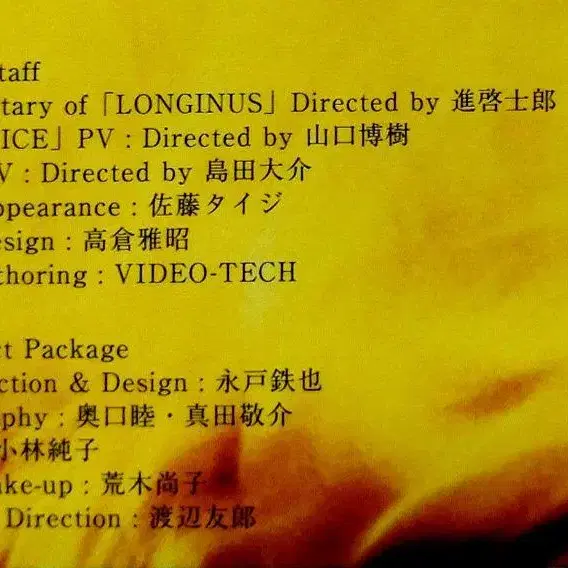 taff
tary of「LONGINUS」Directed by 進啓士郎
ICE」PV : Directed by 山口博樹
V : Directed by 島田大介
ppearance : 佐藤タイジ
esign : 高倉雅昭
thoring : VIDEO-TECH
ct Package
ction & Design : 永戸鉄也
phy : 奥口睦・真田敬介
小林純子
ake-up : 荒木尚子
Direction : 渡辺友郎